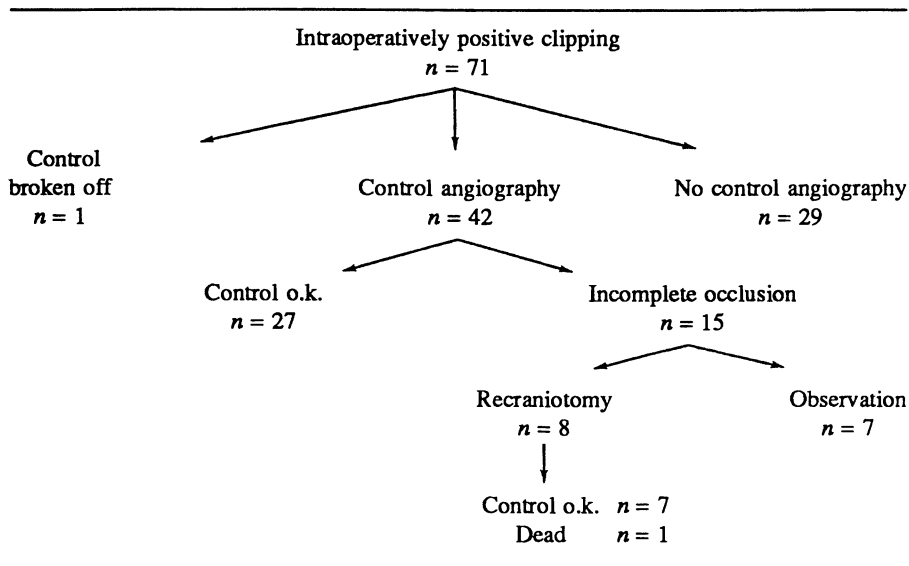 Intraoperatively positive clipping
n = 71
Control
broken off
n = 1
Control angiography
n = 42
No control angiography
n = 29
Control o.k.
n = 27
Incomplete occlusion
n = 15
Recraniotomy
n = 8
Observation
n = 7
Control o.k. n = 7
Dead n = 1